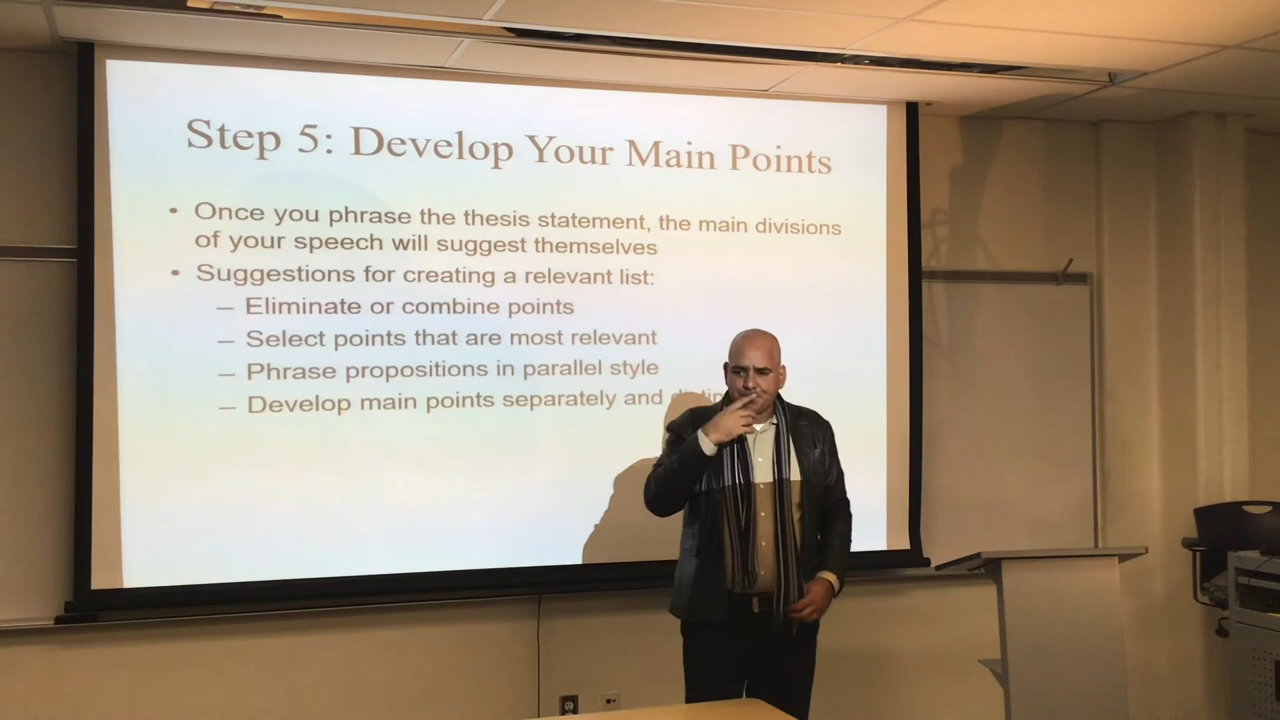 Step 5: Develop Your Main Points
• Once you phrase the thesis statement, the main divisions
of your speech will suggest themselves
• Suggestions for creating a relevant list:
– Eliminate or combine points
– Select points that are most relevant
– Phrase propositions in parallel style
– Develop main points separately and